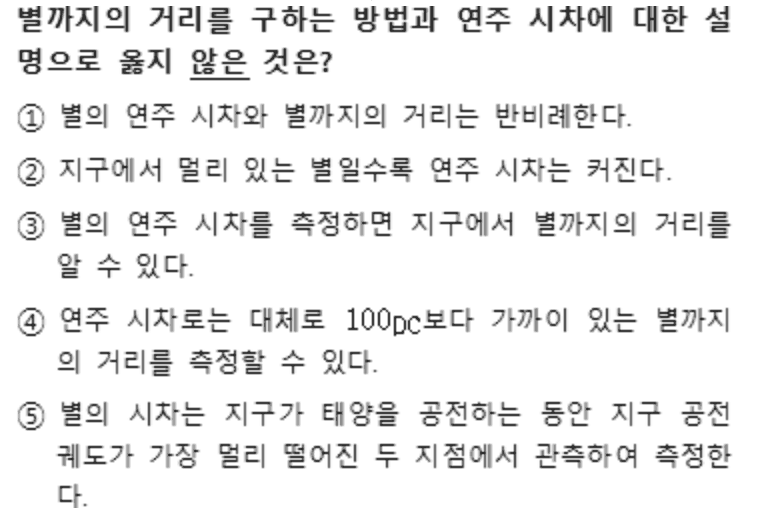 별까지의 거리를 구하는 방법과 연주 시차에 대한 설
명으로 옳지 않은 것은?
① 별의 연주 시차와 별까지의 거리는 반비례한다.
② 지구에서 멀리 있는 별일수록 연주 시차는 커진다.
③ 별의 연주 시차를 측정하면 지구에서 별까지의 거리를
알 수 있다.
④ 연주 시차로는 대체로 100pc보다 가까이 있는 별까지
의 거리를 측정할 수 있다.
⑤ 별의 시차는 지구가 태양을 공전하는 동안 지구 공전
궤도가 가장 멀리 떨어진 두 지점에서 관측하여 측정한
다.